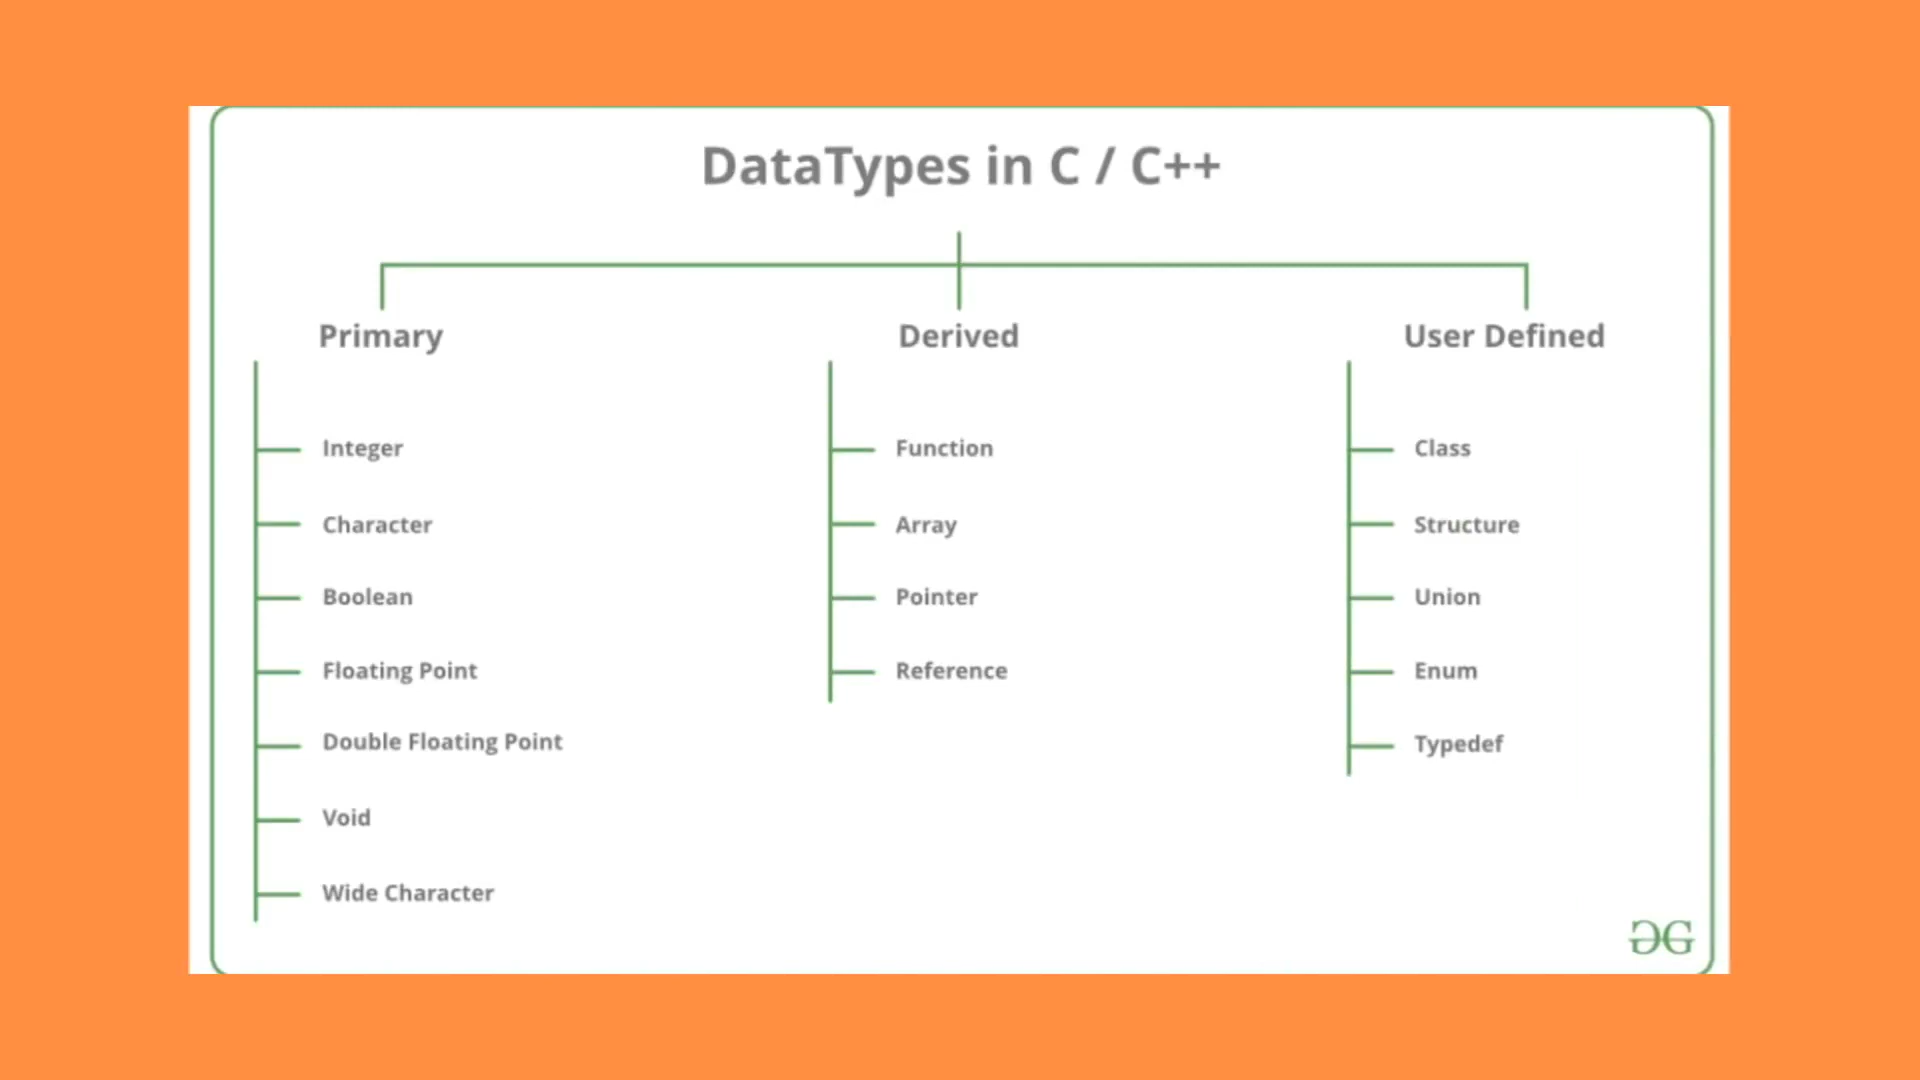 DataTypes in C / C++
Primary
Integer
Character
Boolean
Floating Point
Double Floating Point
Void
Wide Character
Derived
Function
Array
Pointer
Reference
User Defined
Class
Structure
Union
Enum
Typedef